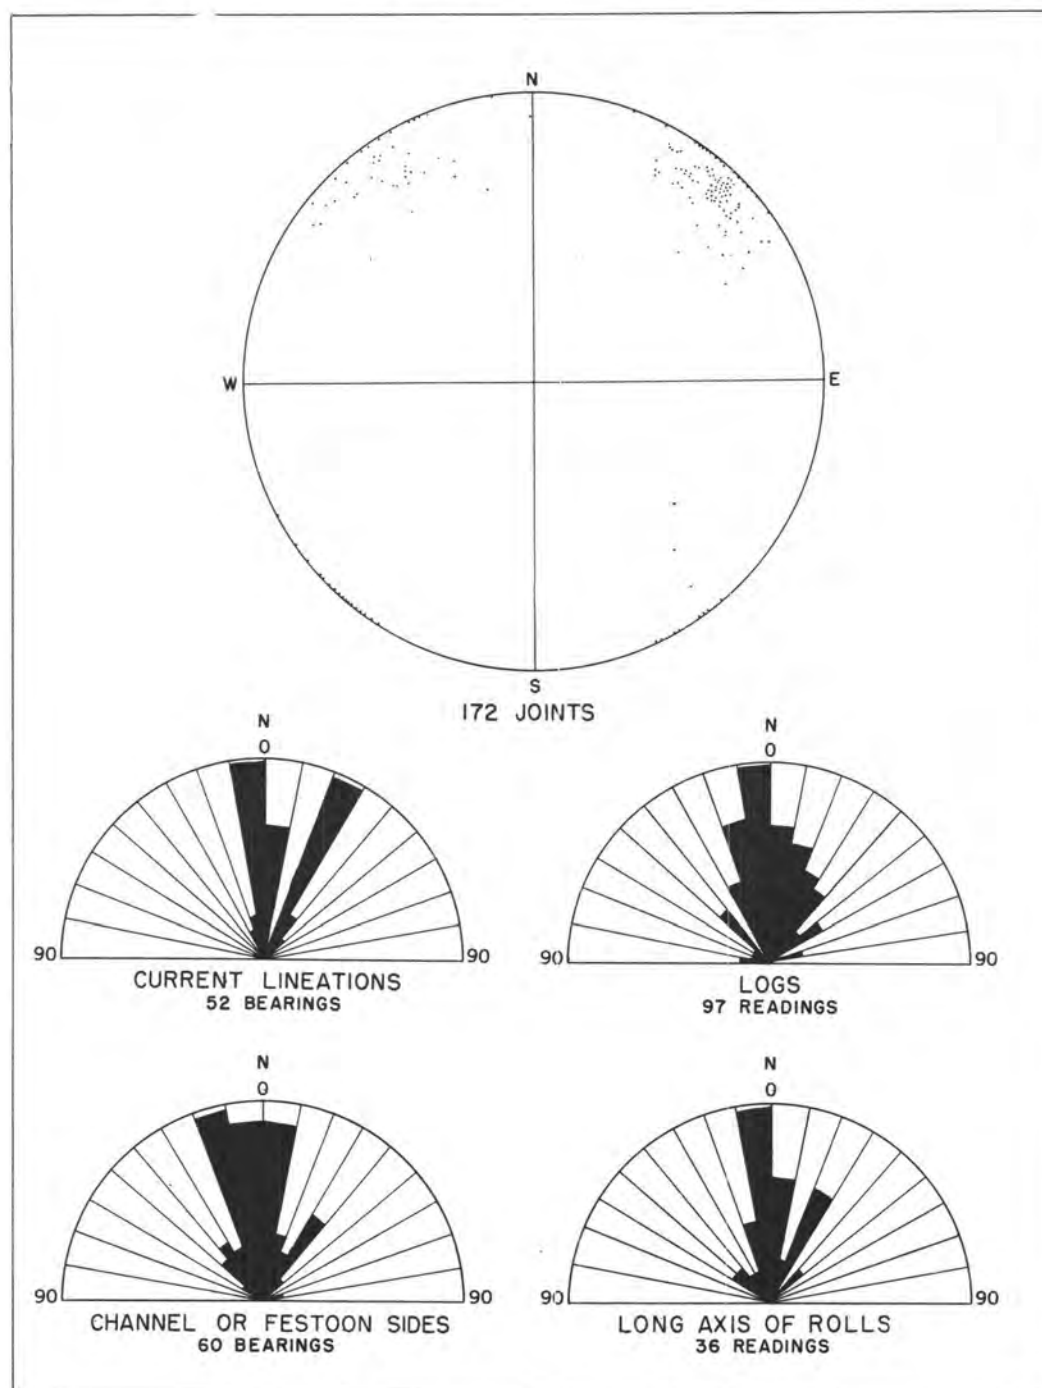 N
W
E
S
172 JOINTS
N
0
90
90
CURRENT LINEATIONS
52 BEARINGS
N
0
90
90
LOGS
97 READINGS
N
0
90
90
CHANNEL OR FESTOON SIDES
60 BEARINGS
N
0
90
90
LONG AXIS OF ROLLS
36 READINGS